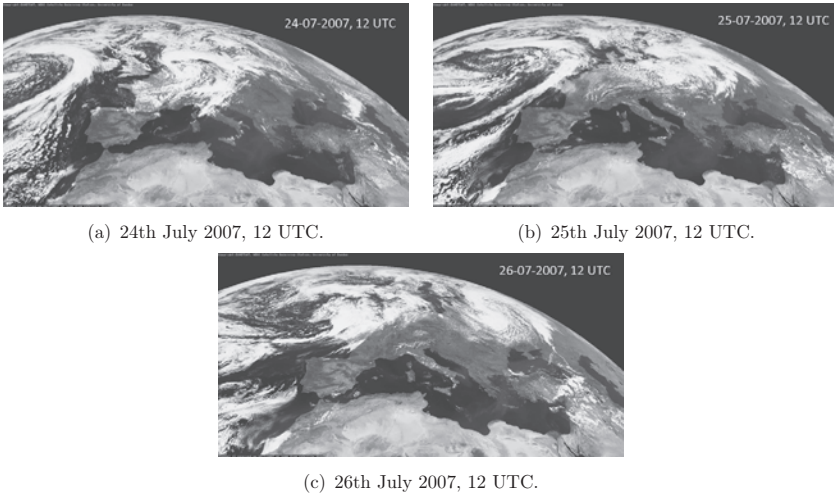 24-07-2007, 12 UTC
25-07-2007, 12 UTC
(a) 24th July 2007, 12 UTC.
(b) 25th July 2007, 12 UTC.
26-07-2007, 12 UTC
(c) 26th July 2007, 12 UTC.